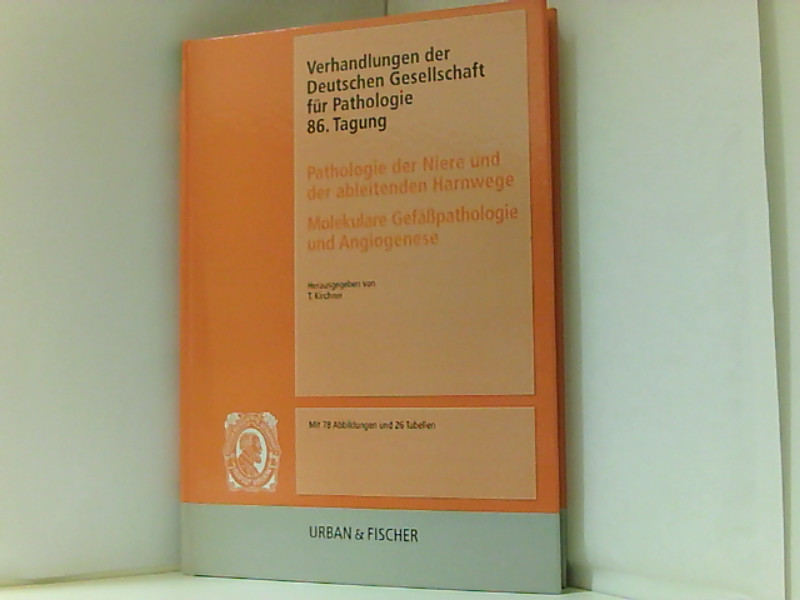 Verhandlungen der
Deutschen Gesellschaft
für Pathologie
86. Tagung
Pathologie der Niere und
der ableitenden Harnwege
Molekulare Gefäßpathologie
und Angiogenese
Herausgegeben von
T. Kirchner
Mit 78 Abbildungen und 26 Tabellen
URBAN & FISCHER